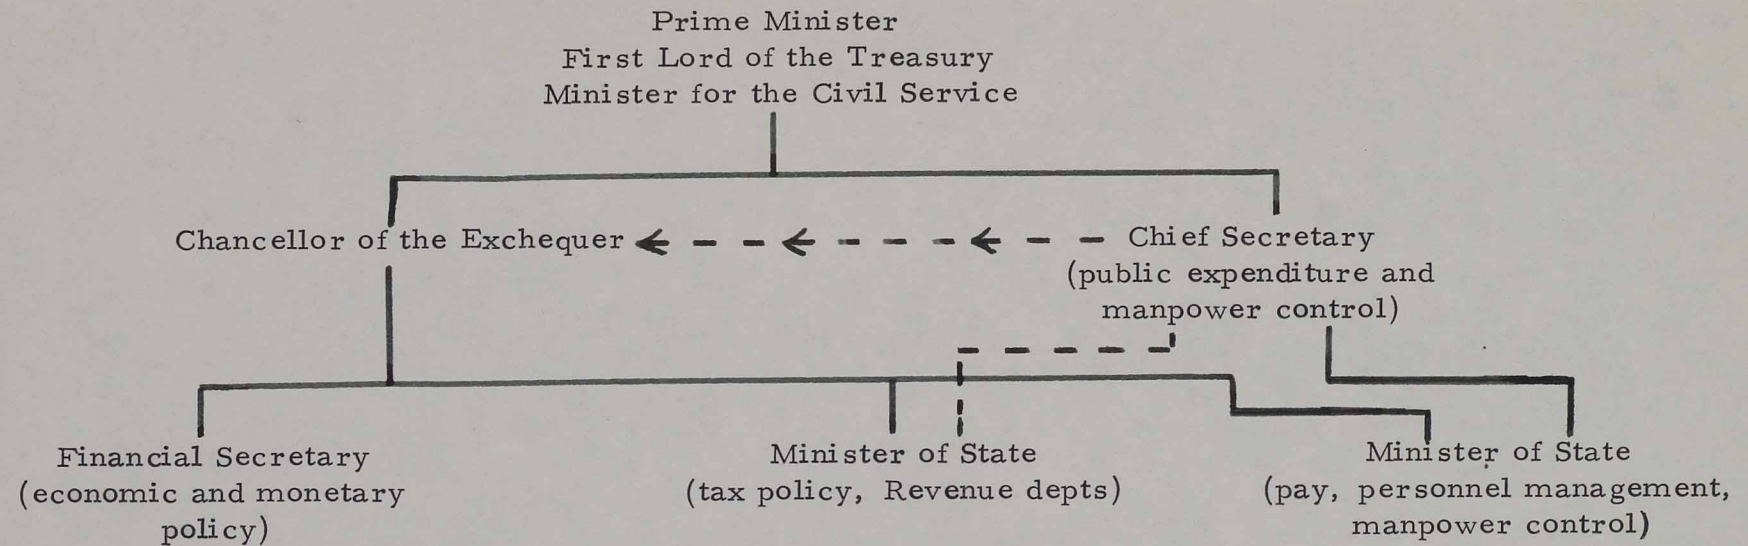 Prime Minister
First Lord of the Treasury
Minister for the Civil Service
Chancellor of the Exchequer
Chief Secretary
(public expenditure and
manpower control)
Financial Secretary
(economic and monetary
policy)
Minister of State
(tax policy, Revenue depts)
Minister of State
(pay, personnel management,
manpower control)